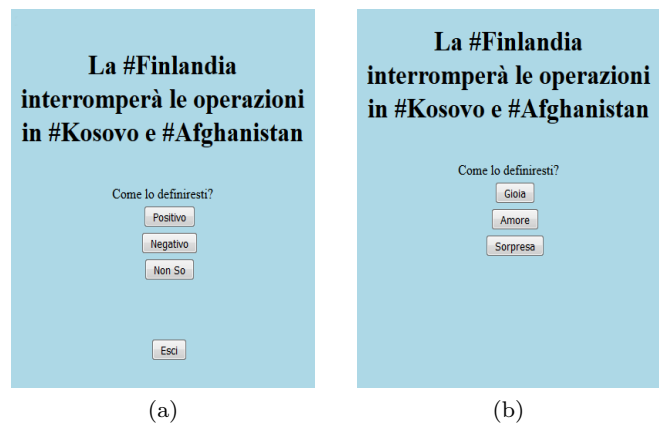 La #Finlandia
interromperà le operazioni
in #Kosovo e #Afghanistan
Come lo definiresti?
Positivo
Negativo
Non So
Esci
(a)
La #Finlandia
interromperà le operazioni
in #Kosovo e #Afghanistan
Come lo definiresti?
Gioia
Amore
Sorpresa
(b)